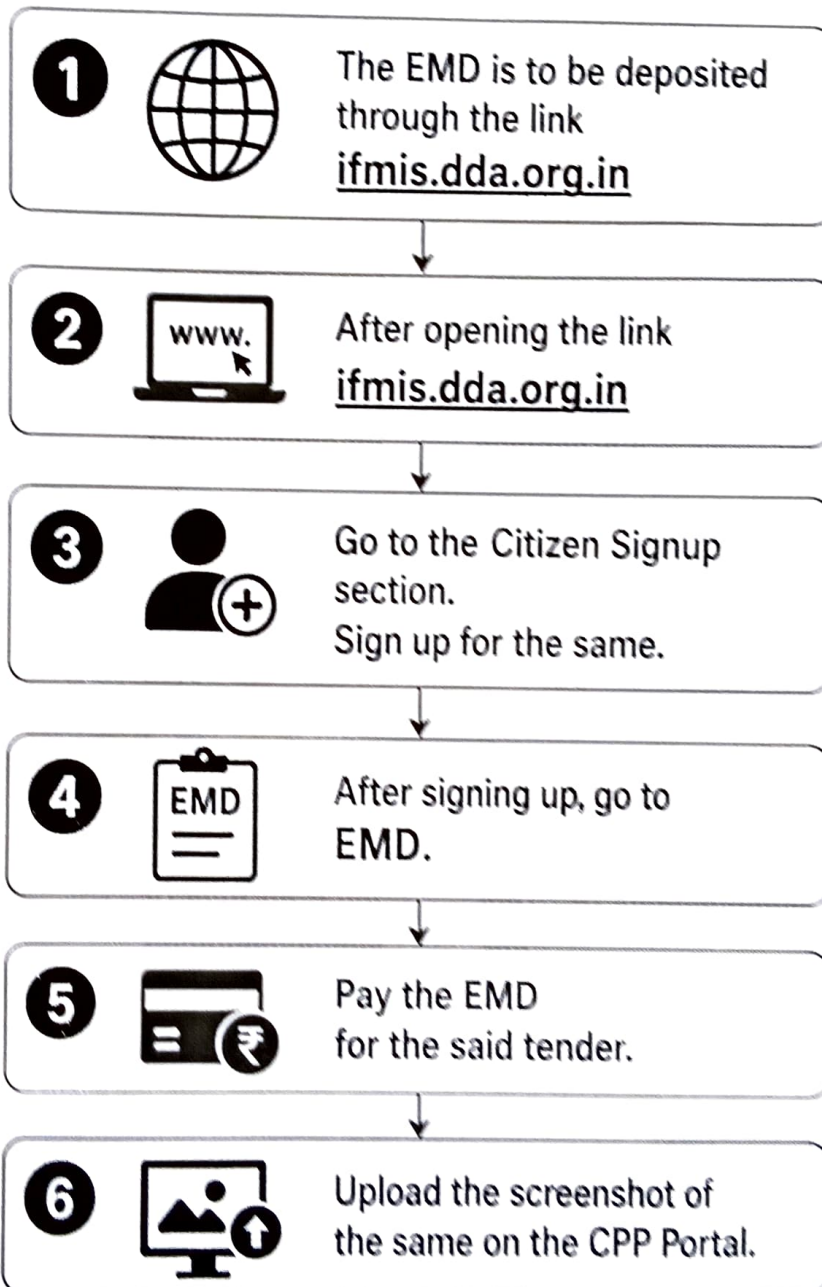 1
The EMD is to be deposited
through the link
ifmis.dda.org.in
2
www.
After opening the link
ifmis.dda.org.in
3
Go to the Citizen Signup
section.
Sign up for the same.
4
EMD
After signing up, go to
EMD.
5
₹
Pay the EMD
for the said tender.
6
Upload the screenshot of
the same on the CPP Portal.